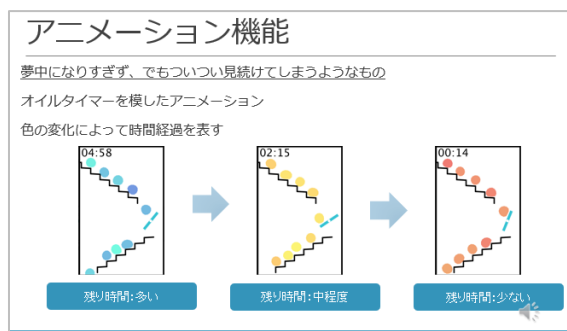 アニメーション機能
夢中になりすぎず、でもついつい見続けてしまうようなもの
オイルタイマーを模したアニメーション
色の変化によって時間経過を表す
04:58
02:15
00:14
残り時間:多い
残り時間:中程度
残り時間:少ない